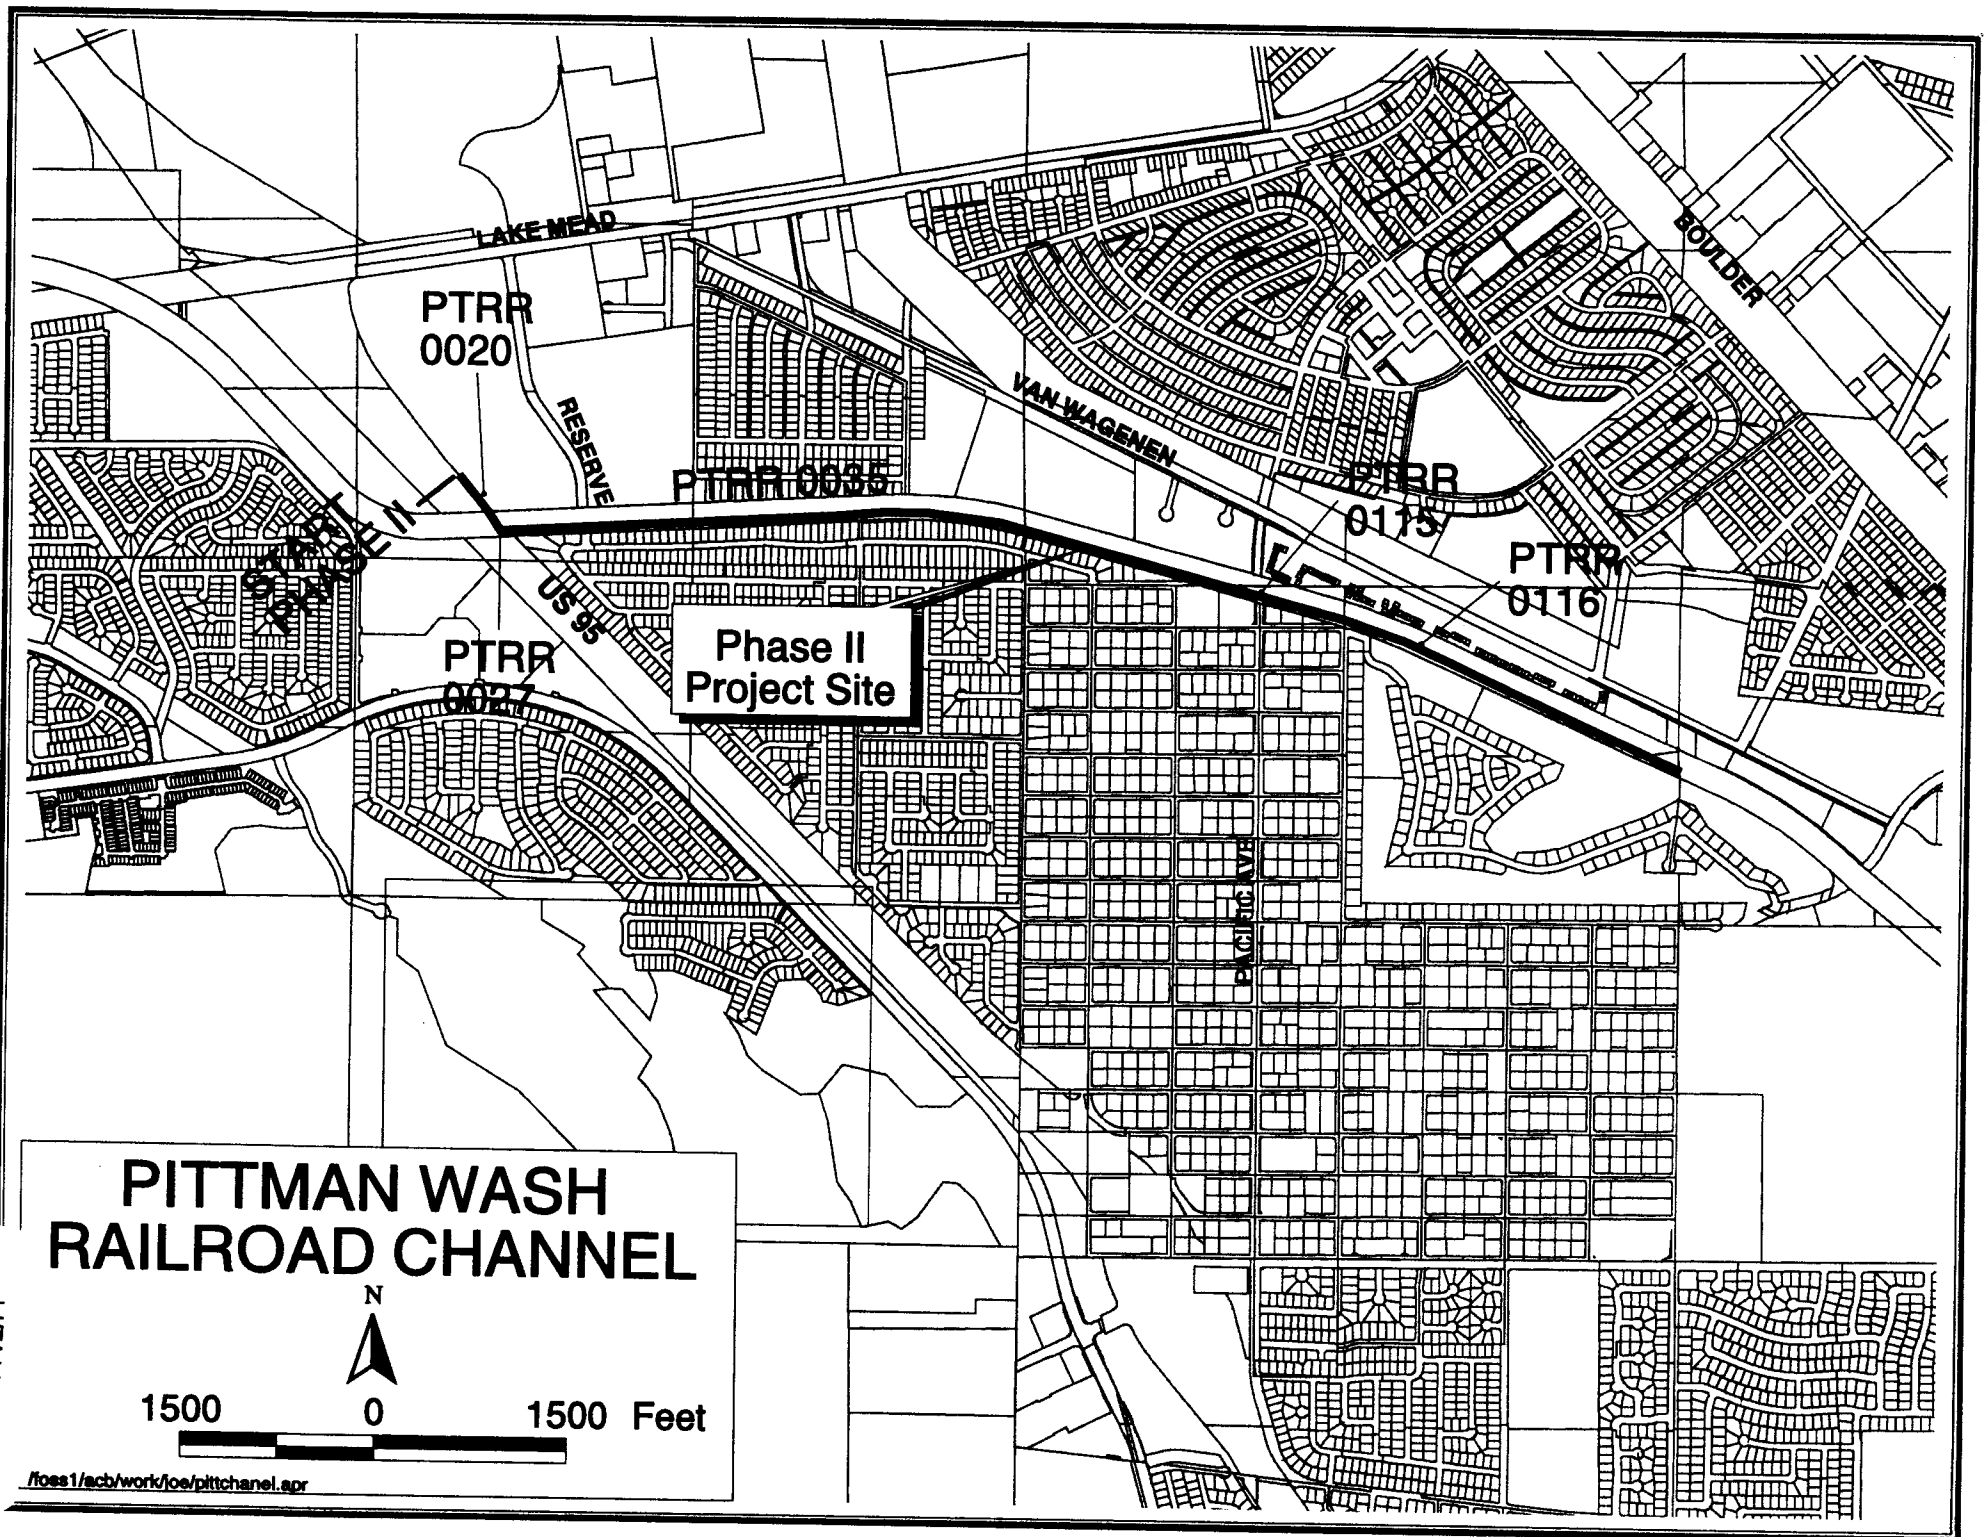 LAKE MEAD
BOULDER
PTRR
0020
RESERVE
VAN WAGENEN
PTRR 0035
PTRR
0115
START
PHASE II
PTRR
0116
US 95
Phase II
Project Site
PTRR
0027
PACIFIC AVE
PITTMAN WASH
RAILROAD CHANNEL
N
1500 0 1500 Feet
/foss1/acb/work/joe/pittchanel.apr